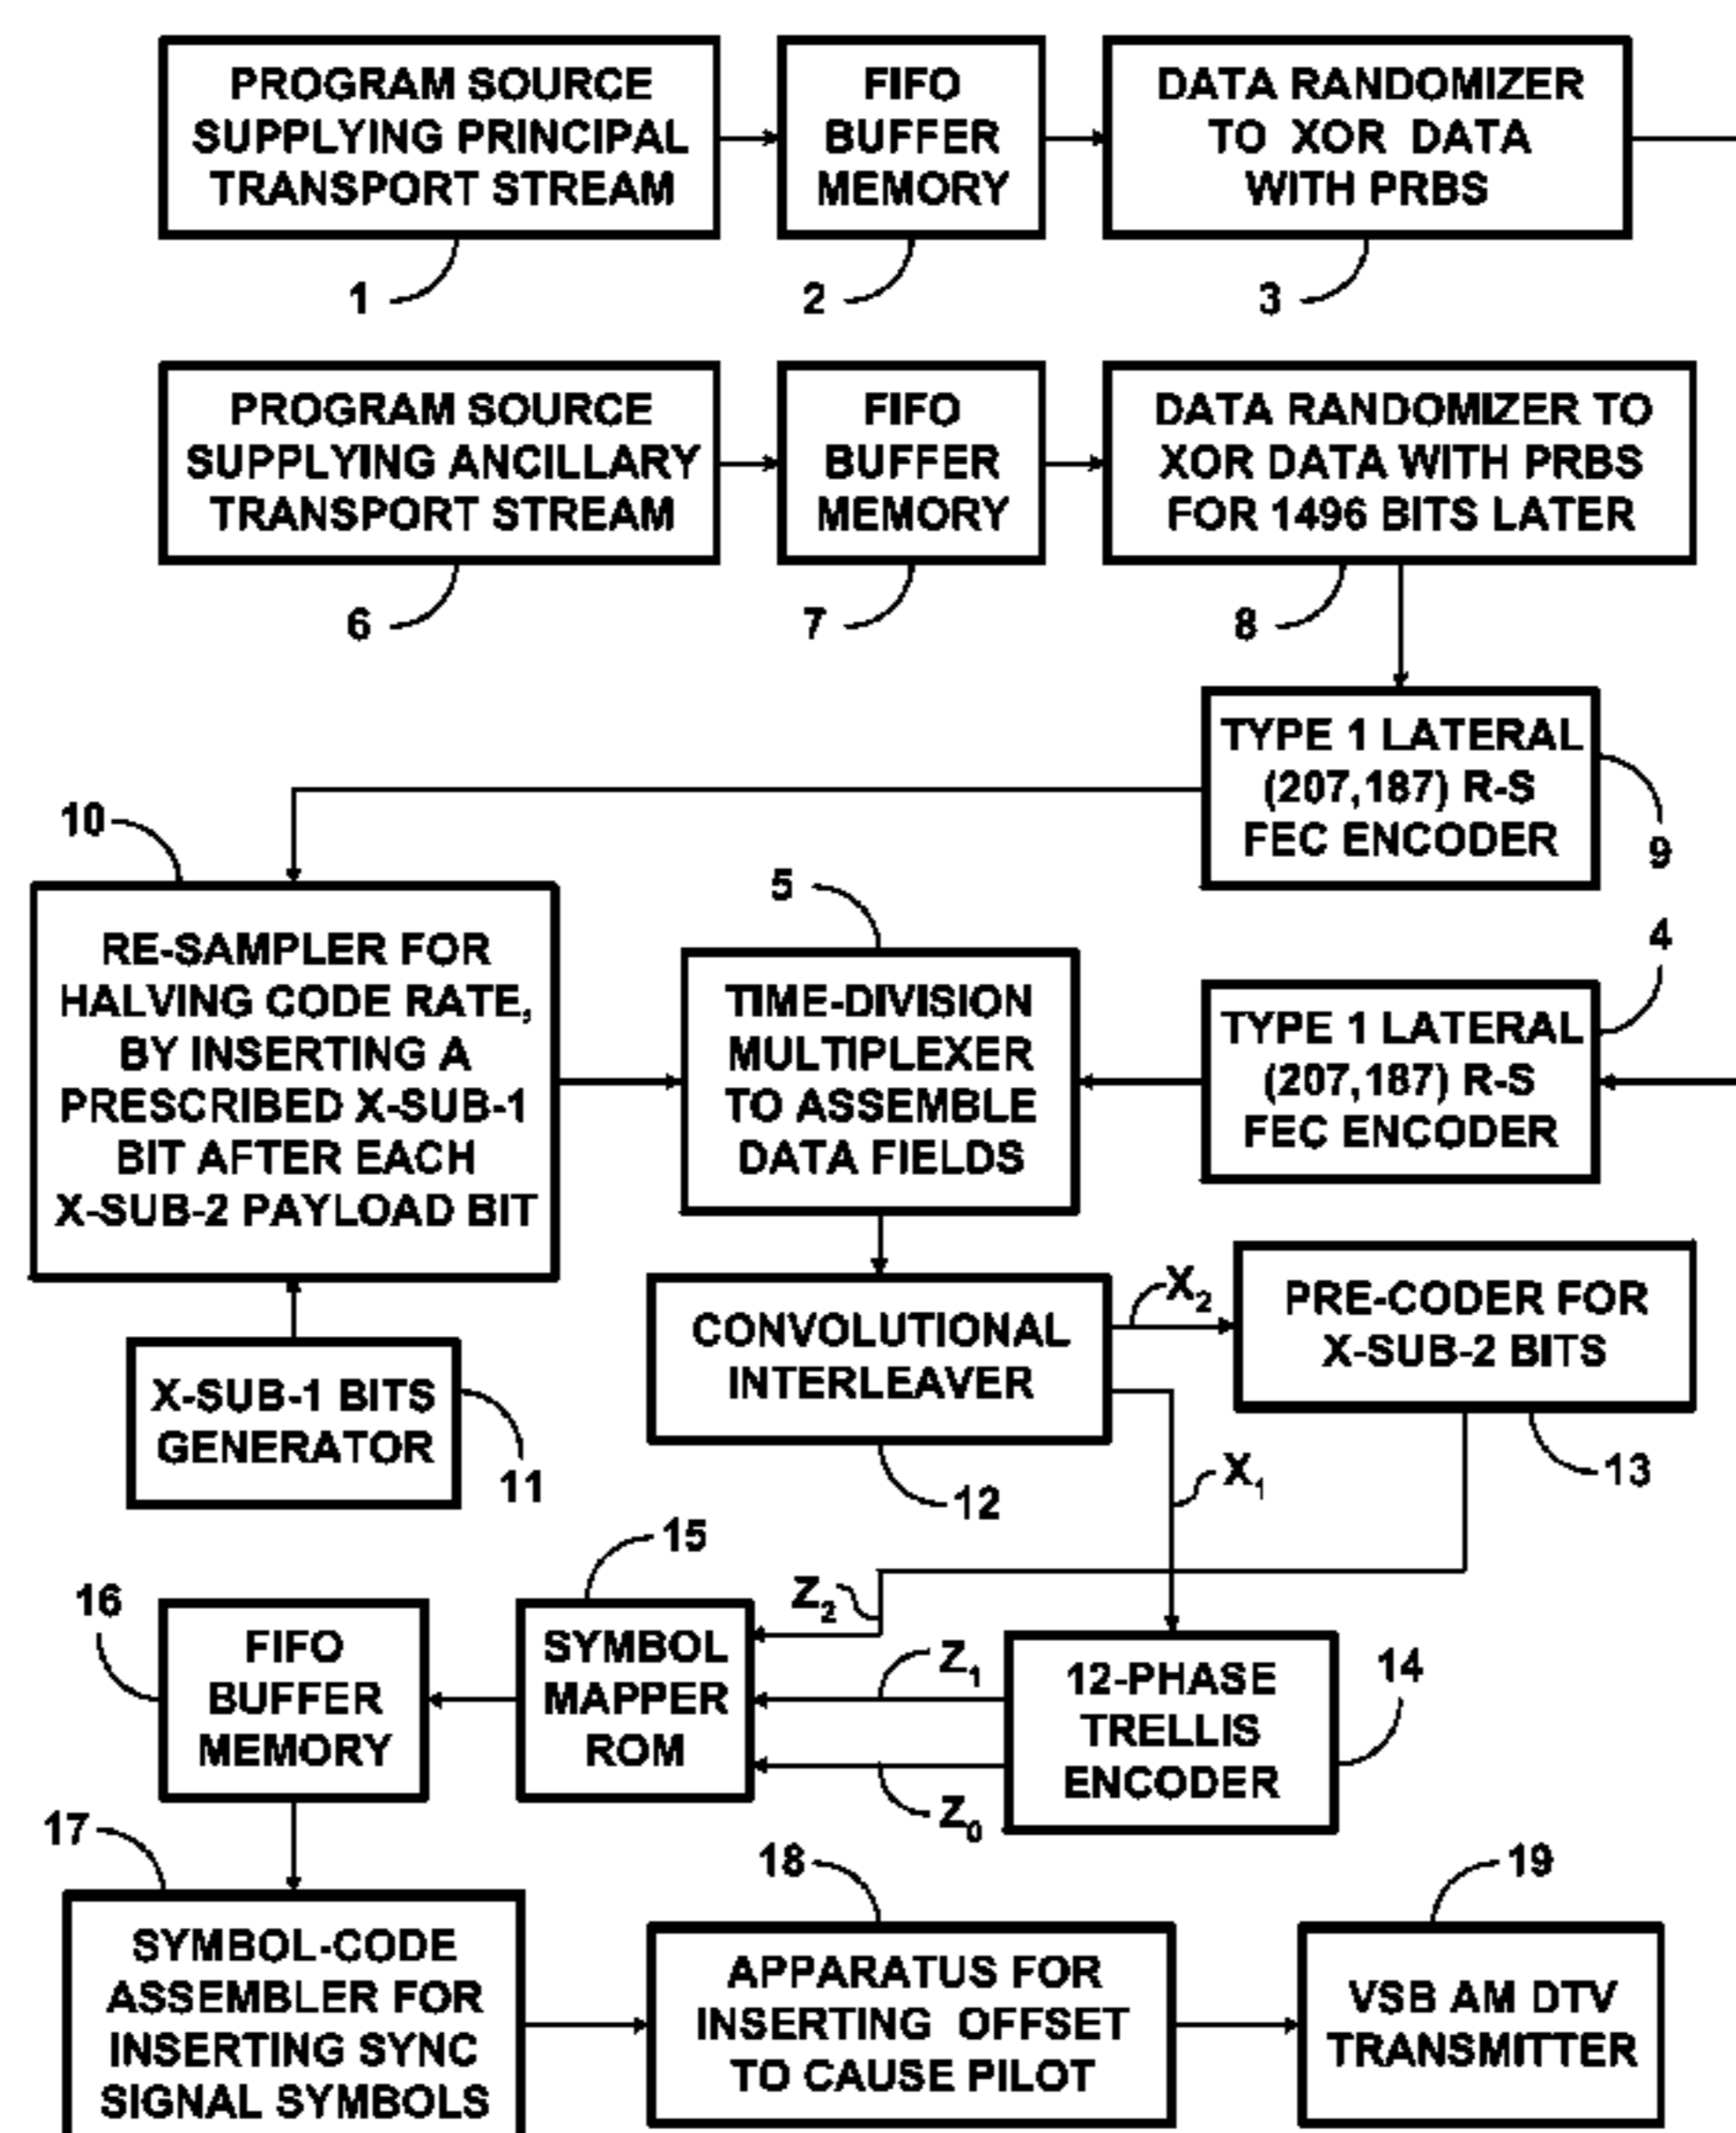 PROGRAM SOURCE
SUPPLYING PRINCIPAL
TRANSPORT STREAM
1
FIFO
BUFFER
MEMORY
2
DATA RANDOMIZER
TO XOR DATA
WITH PRBS
3
PROGRAM SOURCE
SUPPLYING ANCILLARY
TRANSPORT STREAM
6
FIFO
BUFFER
MEMORY
7
DATA RANDOMIZER TO
XOR DATA WITH PRBS
FOR 1496 BITS LATER
8
TYPE 1 LATERAL
(207,187) R-S
FEC ENCODER
9
10
RE-SAMPLER FOR
HALVING CODE RATE,
BY INSERTING A
PRESCRIBED X-SUB-1
BIT AFTER EACH
X-SUB-2 PAYLOAD BIT
5
TIME-DIVISION
MULTIPLEXER
TO ASSEMBLE
DATA FIELDS
4
TYPE 1 LATERAL
(207,187) R-S
FEC ENCODER
X-SUB-1 BITS
GENERATOR
11
CONVOLUTIONAL
INTERLEAVER
12
X₂
PRE-CODER FOR
X-SUB-2 BITS
13
X₁
15
SYMBOL
MAPPER
ROM
Z₂
Z₁
Z₀
12-PHASE
TRELLIS
ENCODER
14
16
FIFO
BUFFER
MEMORY
17
SYMBOL-CODE
ASSEMBLER FOR
INSERTING SYNC
SIGNAL SYMBOLS
18
APPARATUS FOR
INSERTING OFFSET
TO CAUSE PILOT
19
VSB AM DTV
TRANSMITTER